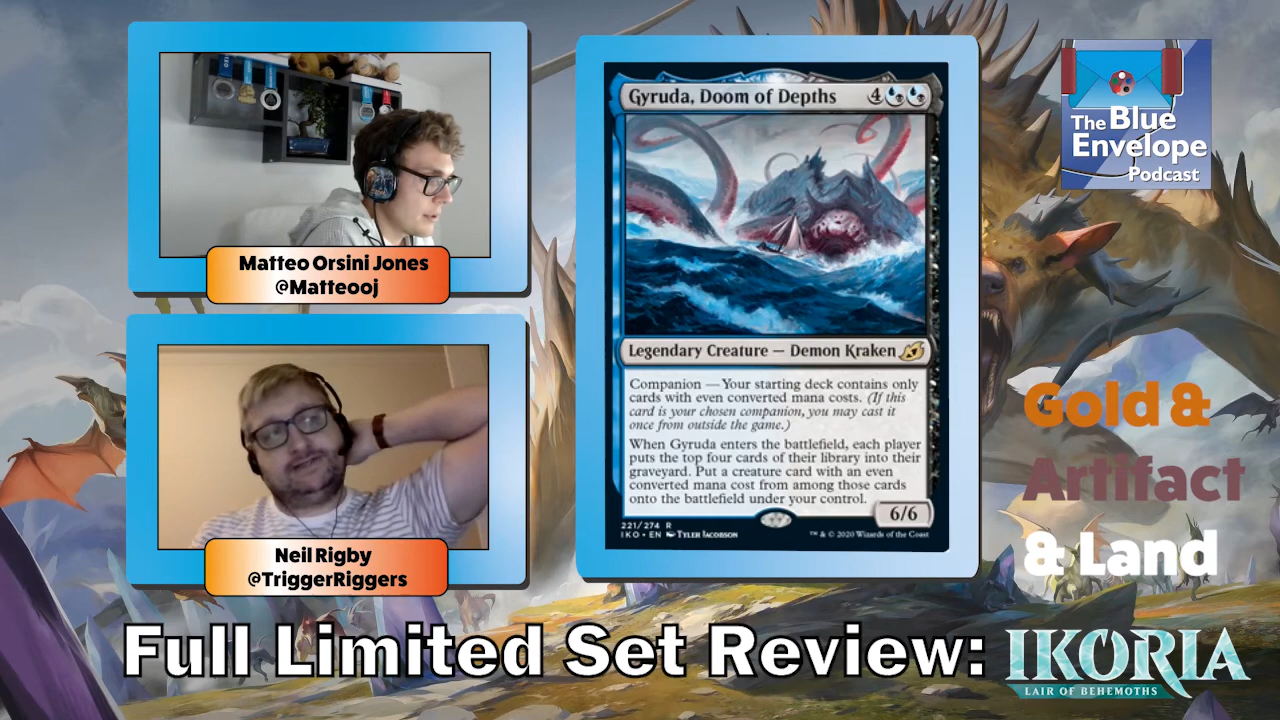 Matteo Orsini Jones
@Matteooj
Neil Rigby
@TriggerRiggers
Gyruda, Doom of Depths 4
Legendary Creature — Demon Kraken
Companion — Your starting deck contains only
cards with even converted mana costs. (If this
card is your chosen companion, you may cast it
once from outside the game.)
When Gyruda enters the battlefield, each player
puts the top four cards of their library into their
graveyard. Put a creature card with an even
converted mana cost from among those cards
onto the battlefield under your control.
6/6
221/274 R
IKO • EN Tyler Jacobson
™ & © 2020 Wizards of the Coast
The Blue
Envelope
Podcast
Gold &
Artifact
& Land
Full Limited Set Review:
IKORIA
LAIR OF BEHEMOTHS